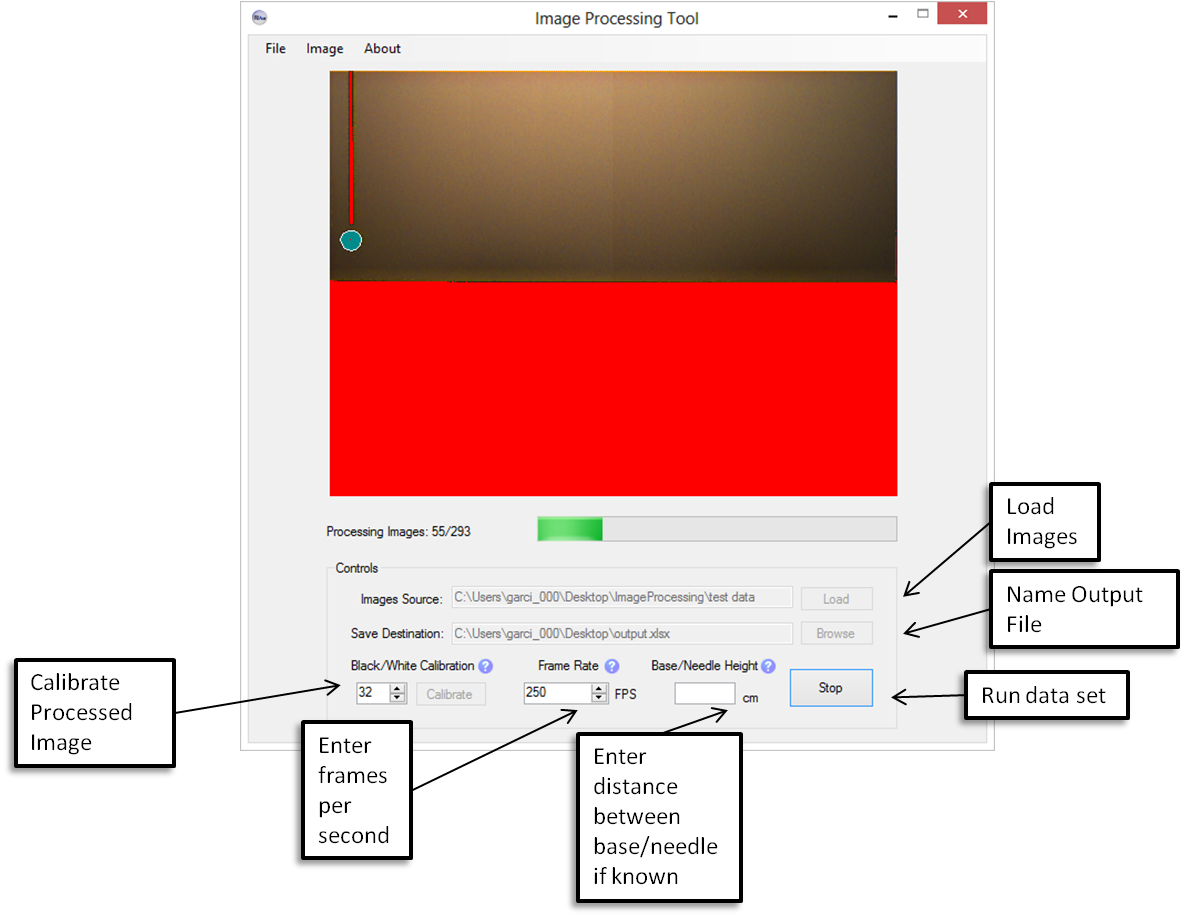 Image Processing Tool
File Image About
Processing Images: 55/293
Controls
Images Source: C:\Users\garci_000\Desktop\ImageProcessing\test data Load
Save Destination: C:\Users\garci_000\Desktop\output.xlsx Browse
Black/White Calibration ? Frame Rate ? Base/Needle Height ?
32 Calibrate 250 FPS cm Stop
Load
Images
Name Output
File
Run data set
Calibrate
Processed
Image
Enter
frames
per
second
Enter
distance
between
base/needle
if known